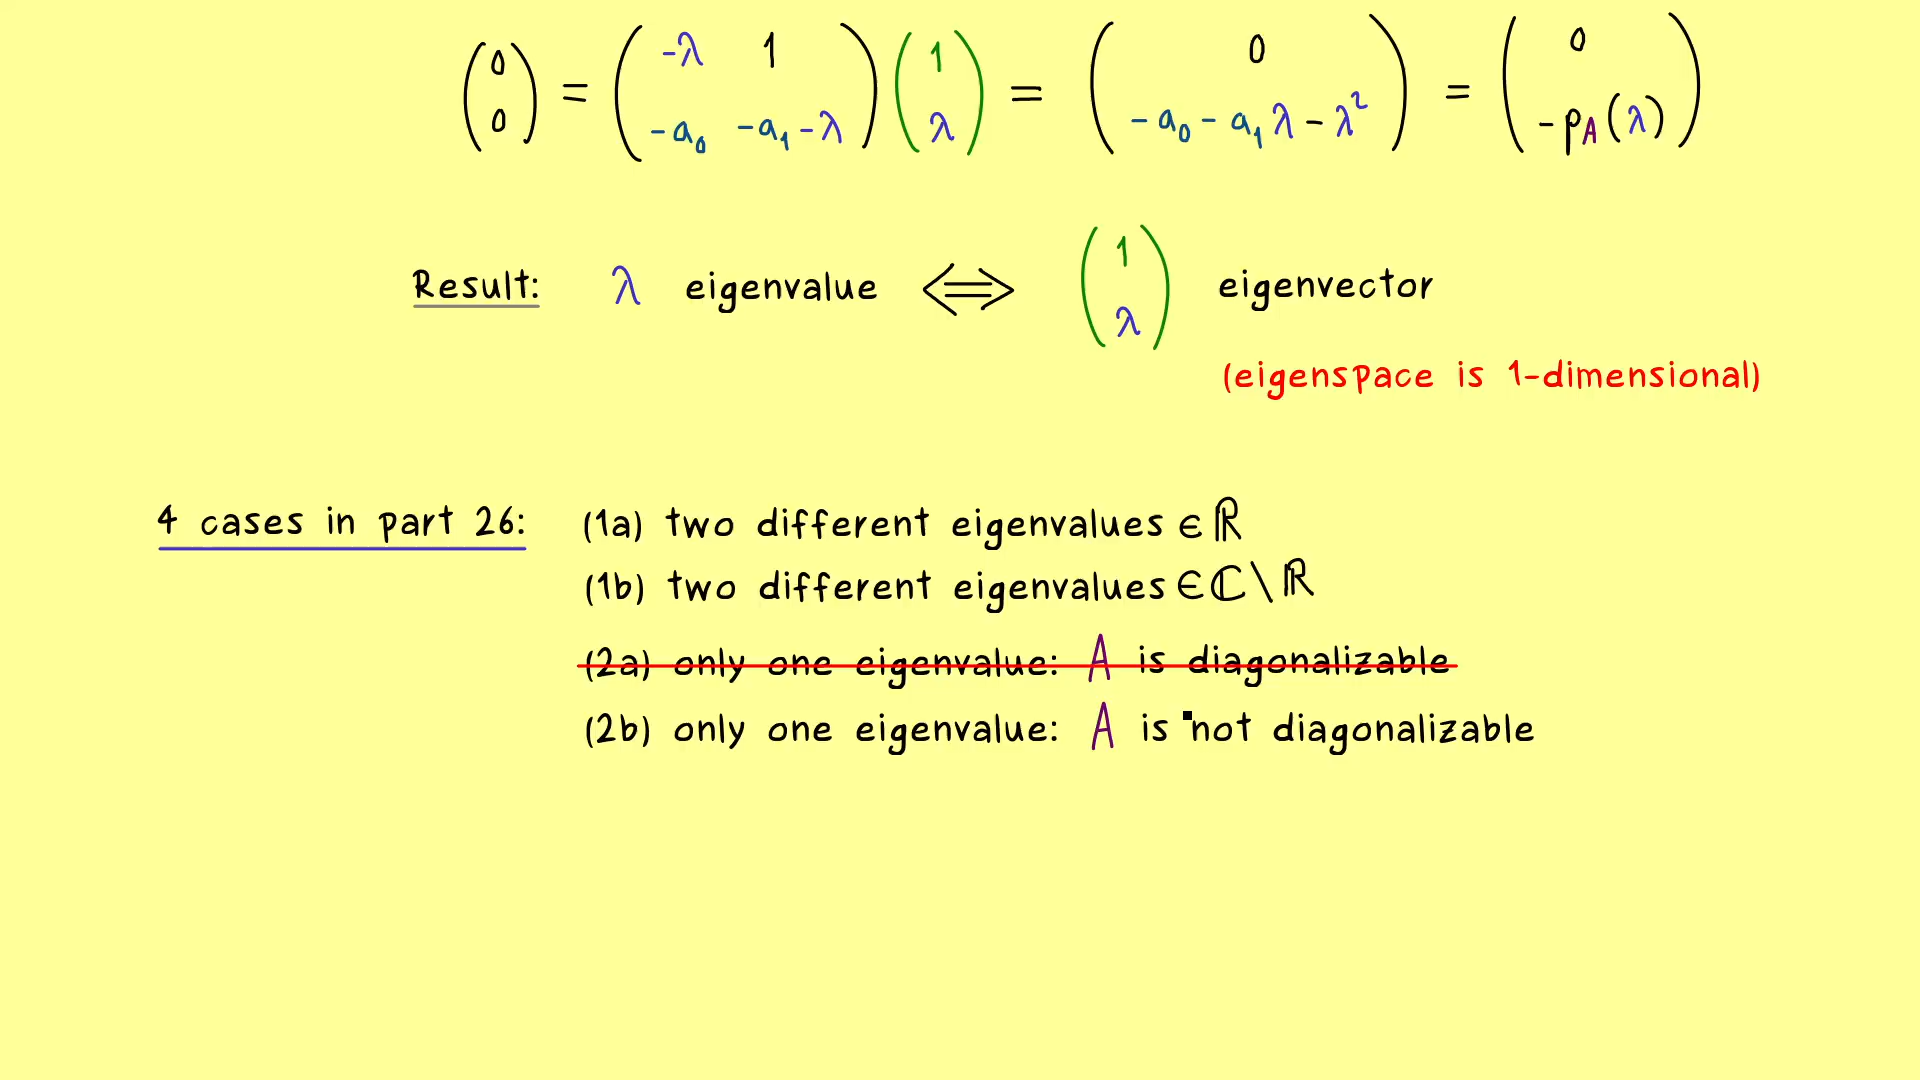 (0 0) = (-λ 1 -a₀ -a₁-λ) (1 λ) = (0 -a₀ - a₁λ - λ²) = (0 -p_A(λ))
Result: λ eigenvalue ⟺ (1 λ) eigenvector
(eigenspace is 1-dimensional)
4 cases in part 26: (1a) two different eigenvalues ∈ ℝ
(1b) two different eigenvalues ∈ ℂ \ ℝ
(2a) only one eigenvalue: A is diagonalizable
(2b) only one eigenvalue: A is not diagonalizable